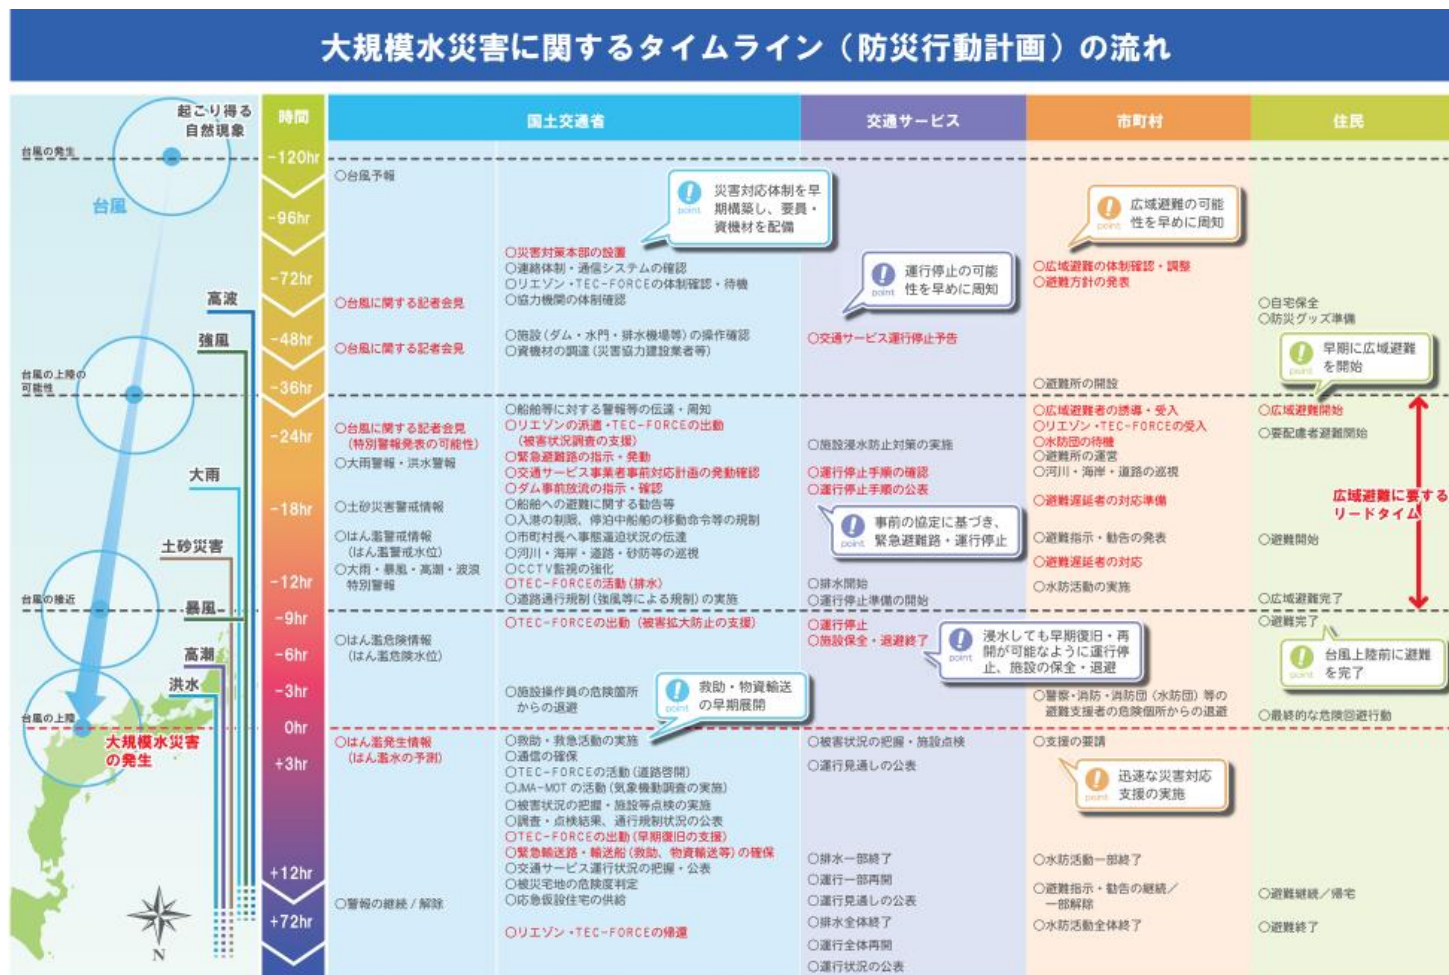 大規模水災害に関するタイムライン（防災行動計画）の流れ
起こり得る
自然現象
台風の発生
台風
高波
強風
台風の上陸の
可能性
大雨
土砂災害
台風の接近
暴風
高潮
洪水
台風の上陸
大規模水災害
の発生
N
時間
-120hr
-96hr
-72hr
-48hr
-36hr
-24hr
-18hr
-12hr
-9hr
-6hr
-3hr
0hr
+3hr
+12hr
+72hr
国土交通省
○台風予報
○台風に関する記者会見
○台風に関する記者会見
○台風に関する記者会見
（特別警報発表の可能性）
○大雨警報・洪水警報
○土砂災害警戒情報
○はん濫警戒情報
（はん濫警戒水位）
○大雨・暴風・高潮・波浪
特別警報
○はん濫危険情報
（はん濫危険水位）
○はん濫発生情報
（はん濫水の予測）
○警報の継続／解除
point
災害対応体制を早
期構築し、要員・
資機材を配備
○災害対策本部の設置
○連絡体制・通信システムの確認
○リエゾン・TEC-FORCEの体制確認・待機
○協力機関の体制確認
○施設（ダム・水門・排水機場等）の操作確認
○資機材の調達（災害協力建設業者等）
○船舶等に対する警報等の伝達・周知
○リエゾンの派遣・TEC-FORCEの出動
（被害状況調査の支援）
○緊急避難路の指示・発動
○交通サービス事業者事前対応計画の発動確認
○ダム事前放流の指示・確認
○船舶への避難に関する勧告等
○入港の制限、停泊中船舶の移動命令等の規制
○市町村長へ事態逼迫状況の伝達
○河川・海岸・道路・砂防等の巡視
○CCTV監視の強化
○TEC-FORCEの活動（排水）
○道路通行規制（強風等による規制）の実施
○TEC-FORCEの出動（被害拡大防止の支援）
○施設操作員の危険箇所
からの退避
point
救助・物資輸送
の早期展開
○救助・救急活動の実施
○通信の確保
○TEC-FORCEの活動（道路啓開）
○JMA-MOTの活動（気象機動調査の実施）
○被害状況の把握・施設等点検の実施
○調査・点検結果、通行規制状況の公表
○TEC-FORCEの出動（早期復旧の支援）
○緊急輸送路・輸送船（救助、物資輸送等）の確保
○交通サービス運行状況の把握・公表
○被災宅地の危険度判定
○応急仮設住宅の供給
○リエゾン・TEC-FORCEの帰還
交通サービス
point
運行停止の可能
性を早めに周知
○交通サービス運行停止予告
○施設浸水防止対策の実施
○運行停止手順の確認
○運行停止手順の公表
point
事前の協定に基づき、
緊急避難路・運行停止
○排水開始
○運行停止準備の開始
○運行停止
○施設保全・退避終了
point
浸水しても早期復旧・再
開が可能なように運行停
止、施設の保全・退避
○被害状況の把握・施設点検
○運行見通しの公表
○排水一部終了
○運行一部再開
○運行見通しの公表
○排水全体終了
○運行全体再開
○運行状況の公表
市町村
point
広域避難の可能
性を早めに周知
○広域避難の体制確認・調整
○避難方針の発表
○避難所の開設
○広域避難者の誘導・受入
○リエゾン・TEC-FORCEの受入
○水防団の待機
○避難所の運営
○河川・海岸・道路の巡視
○避難遅延者の対応準備
○避難指示・勧告の発表
○避難遅延者の対応
○水防活動の実施
○警察・消防・消防団（水防団）等の
避難支援者の危険個所からの退避
○支援の要請
point
迅速な災害対応
支援の実施
○水防活動一部終了
○避難指示・勧告の継続／
一部解除
○水防活動全体終了
住民
○自宅保全
○防災グッズ準備
point
早期に広域避難
を開始
○広域避難開始
○要配慮者避難開始
広域避難に要する
リードタイム
○避難開始
○広域避難完了
○避難完了
point
台風上陸前に避難
を完了
○最終的な危険回避行動
○避難継続／帰宅
○避難終了